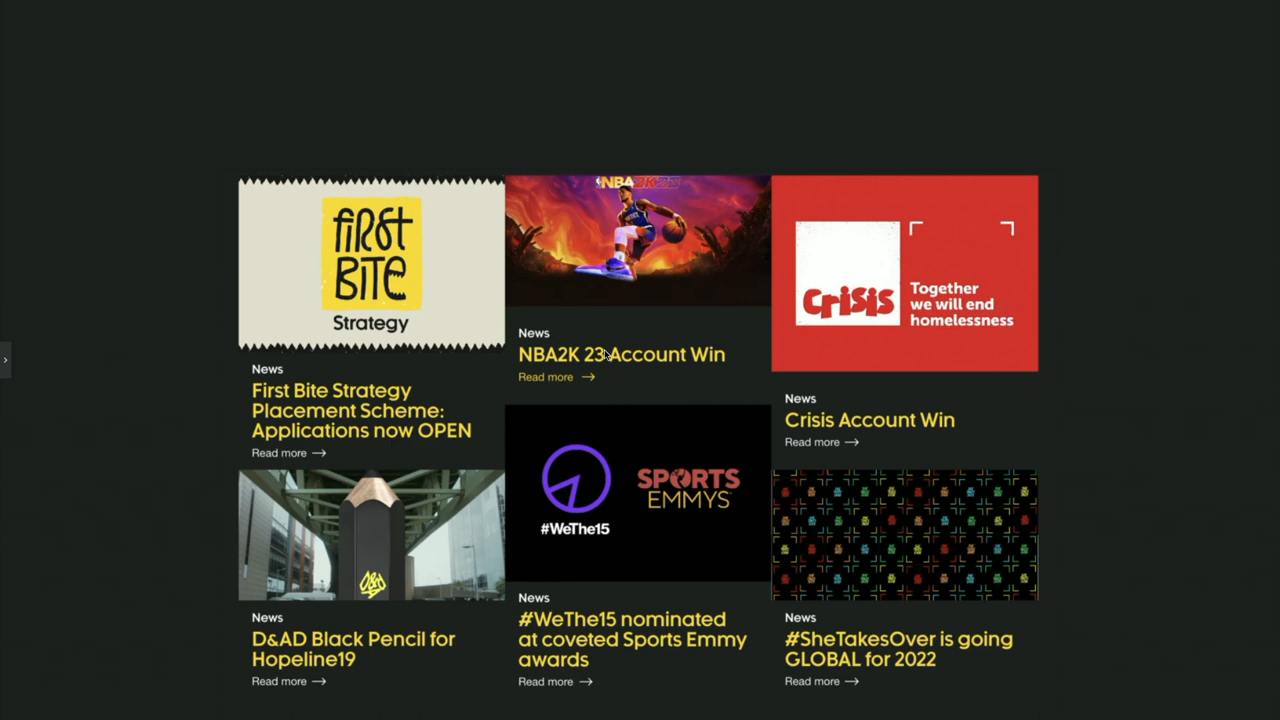 first
BITE
Strategy
News
First Bite Strategy
Placement Scheme:
Applications now OPEN
Read more
NBA2K23
News
NBA2K 23 Account Win
Read more
Crisis
Together
we will end
homelessness
News
Crisis Account Win
Read more
D&AD
News
D&AD Black Pencil for
Hopeline19
Read more
#WeThe15
SPORTS
EMMYS
News
#WeThe15 nominated
at coveted Sports Emmy
awards
Read more
News
#SheTakesOver is going
GLOBAL for 2022
Read more